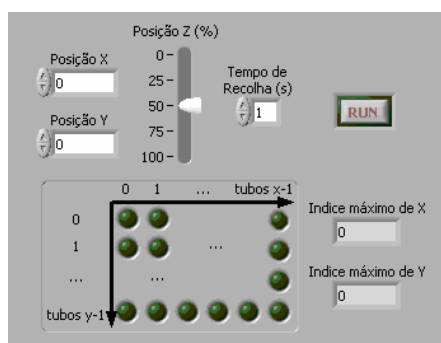 Posição Z (%)
Posição X
0
Posição Y
0
0
25
50
75
100
Tempo de
Recolha (s)
1
RUN
0 1 ... tubos x-1
0
1 ...
... ...
tubos y-1
Indice máximo de X
0
Indice máximo de Y
0